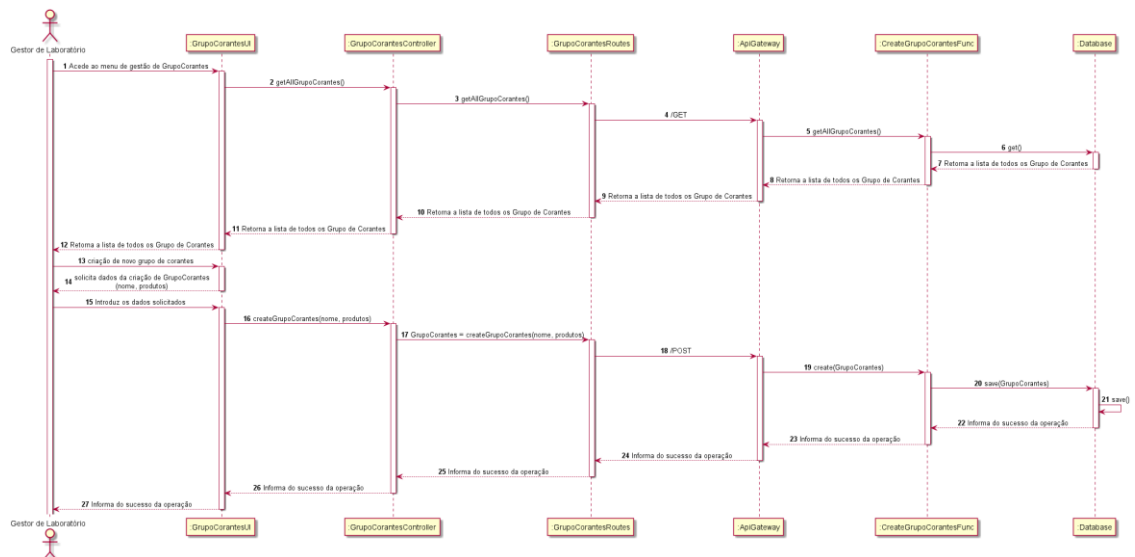 Gestor de Laboratório
:GrupoCorantesUI
:GrupoCorantesController
:GrupoCorantesRoutes
:ApiGateway
:CreateGrupoCorantesFunc
:Database
1 Acede ao menu de gestão de GrupoCorantes
2 getAllGrupoCorantes()
3 getAllGrupoCorantes()
4 /GET
5 getAllGrupoCorantes()
6 get()
7 Retorna a lista de todos os Grupo de Corantes
8 Retorna a lista de todos os Grupo de Corantes
9 Retorna a lista de todos os Grupo de Corantes
10 Retorna a lista de todos os Grupo de Corantes
11 Retorna a lista de todos os Grupo de Corantes
12 Retorna a lista de todos os Grupo de Corantes
13 criação de novo grupo de corantes
14 solicita dados da criação de GrupoCorantes
(nome, produtos)
15 Introduz os dados solicitados
16 createGrupoCorantes(nome, produtos)
17 GrupoCorantes = createGrupoCorantes(nome, produtos)
18 /POST
19 create(GrupoCorantes)
20 save(GrupoCorantes)
21 save()
22 Informa do sucesso da operação
23 Informa do sucesso da operação
24 Informa do sucesso da operação
25 Informa do sucesso da operação
26 Informa do sucesso da operação
27 Informa do sucesso da operação
Gestor de Laboratório
:GrupoCorantesUI
:GrupoCorantesController
:GrupoCorantesRoutes
:ApiGateway
:CreateGrupoCorantesFunc
:Database